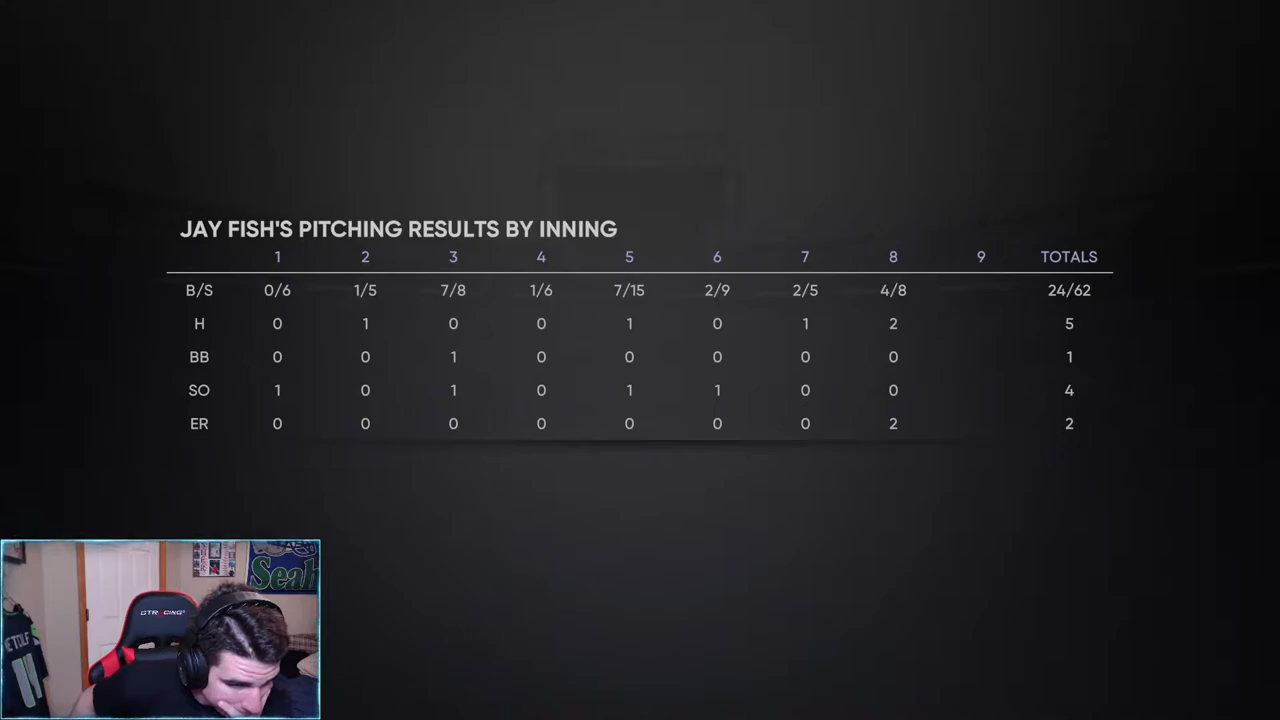 JAY FISH'S PITCHING RESULTS BY INNING
1 2 3 4 5 6 7 8 9 TOTALS
B/S 0/6 1/5 7/8 1/6 7/15 2/9 2/5 4/8 24/62
H 0 1 0 0 1 0 1 2 5
BB 0 0 1 0 0 0 0 0 1
SO 1 0 1 0 1 1 0 0 4
ER 0 0 0 0 0 0 0 2 2
Seah
GTRACING
METCALF